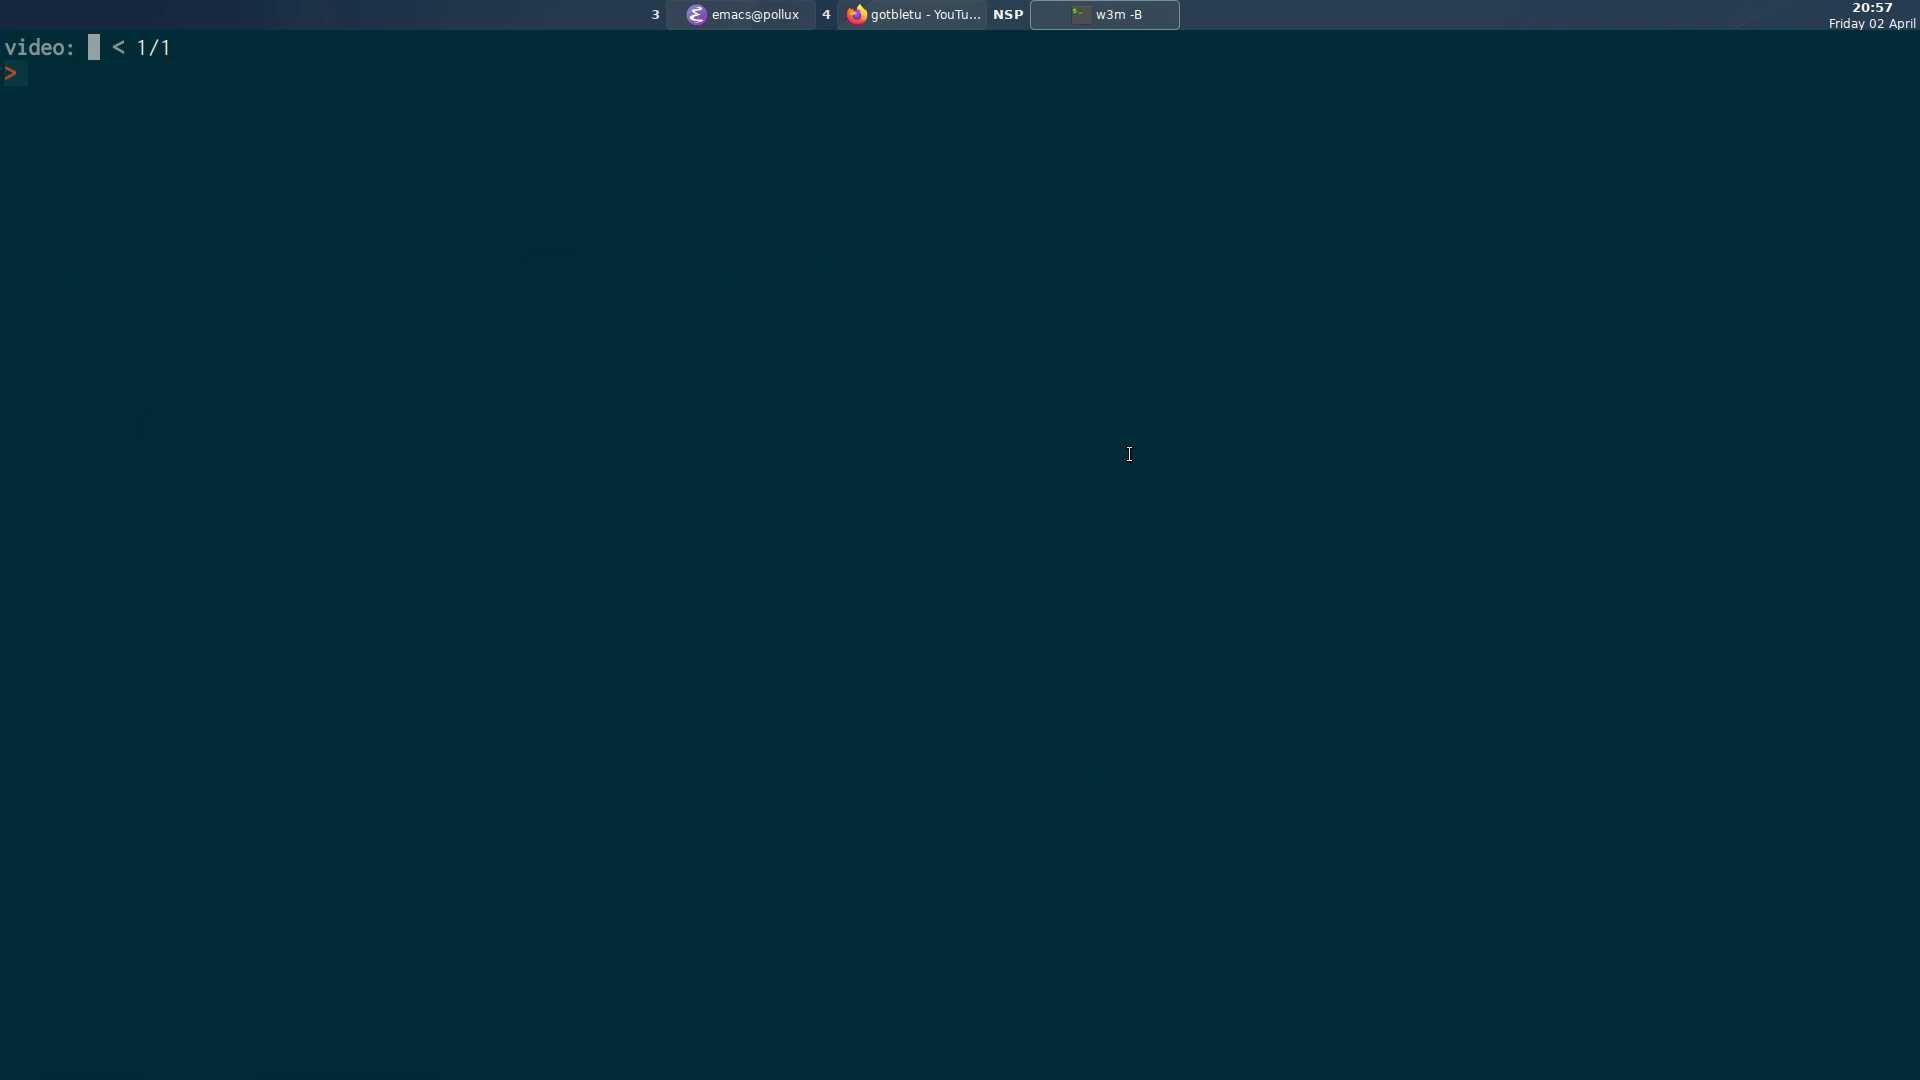 3 emacs@pollux 4 gotbletu - YouTu... NSP w3m -B 20:57
Friday 02 April
video: < 1/1
>